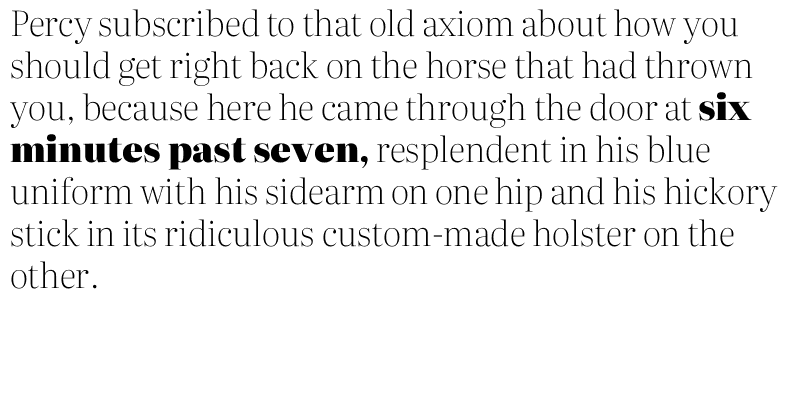 Percy subscribed to that old axiom about how you
should get right back on the horse that had thrown
you, because here he came through the door at six
minutes past seven, resplendent in his blue
uniform with his sidearm on one hip and his hickory
stick in its ridiculous custom-made holster on the
other.